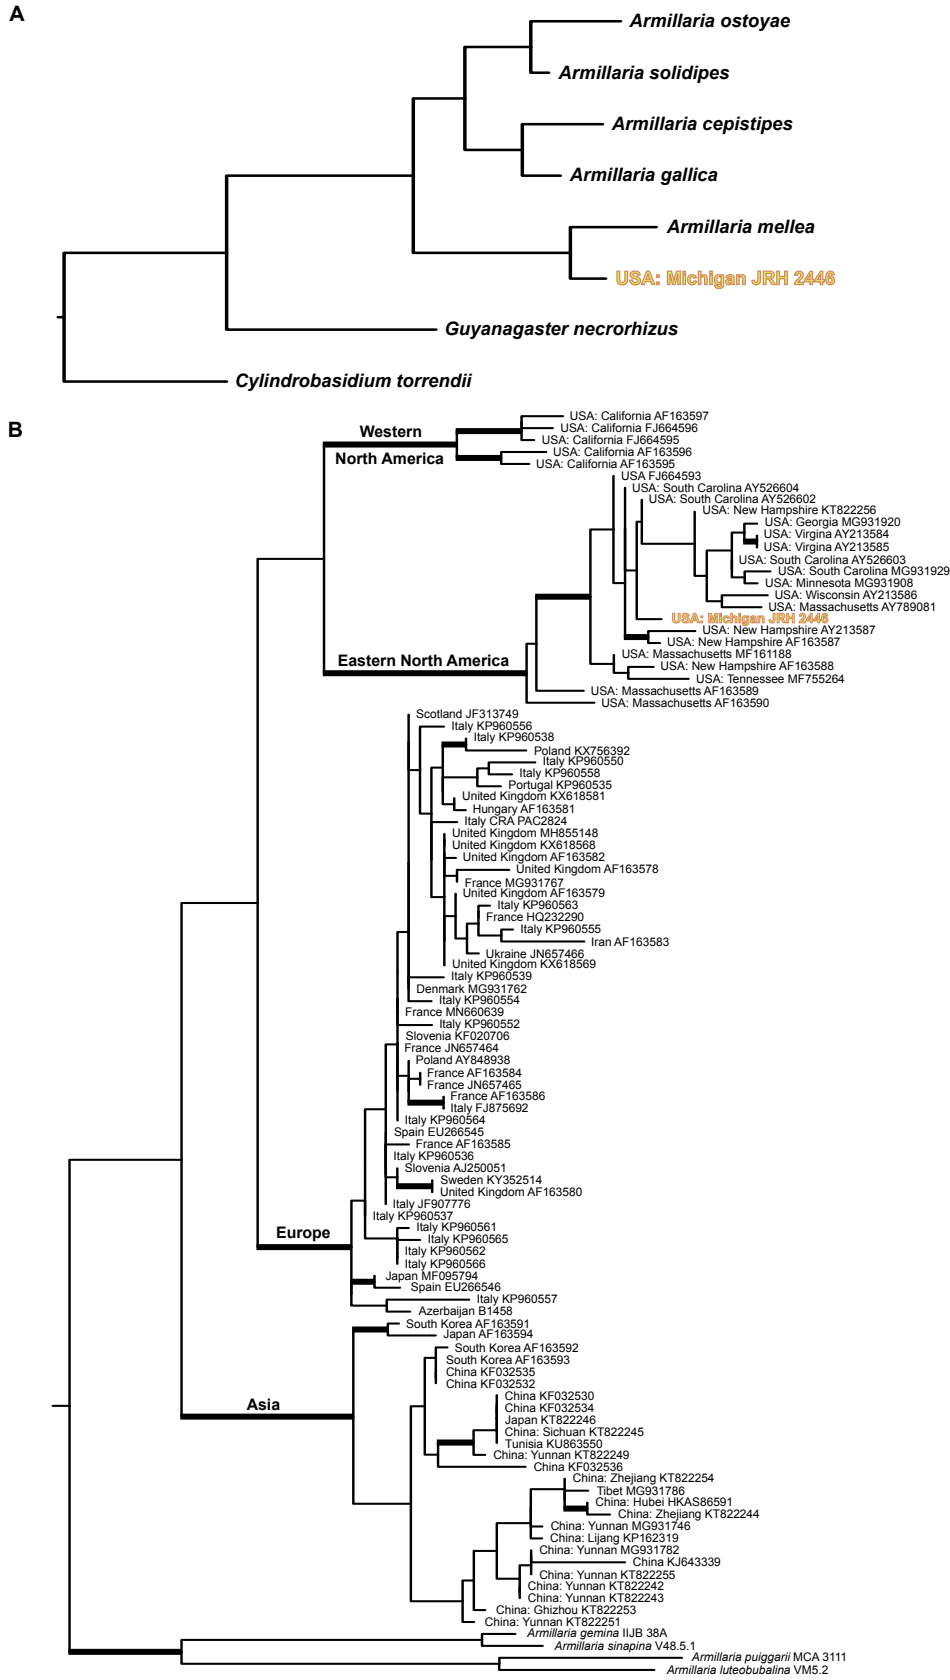 A
Armillaria ostoyae
Armillaria solidipes
Armillaria cepistipes
Armillaria gallica
Armillaria mellea
USA: Michigan JRH 2446
Guyanagaster necrorhizus
Cylindrobasidium torrendii
B
Western
North America
USA: California AF163597
USA: California FJ664596
USA: California FJ664595
USA: California AF163596
USA: California AF163595
USA FJ664593
USA: South Carolina AY526604
USA: South Carolina AY526602
USA: New Hampshire KT822256
USA: Georgia MG931920
USA: Virgina AY213584
USA: Virgina AY213585
USA: South Carolina AY526603
USA: South Carolina MG931929
USA: Minnesota MG931908
USA: Wisconsin AY213586
USA: Massachusetts AY789081
USA: Michigan JRH 2446
USA: New Hampshire AY213587
USA: New Hampshire AF163587
USA: Massachusetts MF161188
Eastern North America
USA: New Hampshire AF163588
USA: Tennessee MF755264
USA: Massachusetts AF163589
USA: Massachusetts AF163590
Scotland JF313749
Italy KP960556
Italy KP960538
Poland KX756392
Italy KP960550
Italy KP960558
Portugal KP960535
United Kingdom KX618581
Hungary AF163581
Italy CRA PAC2824
United Kingdom MH855148
United Kingdom KX618568
United Kingdom AF163582
United Kingdom AF163578
France MG931767
United Kingdom AF163579
Italy KP960563
France HQ232290
Italy KP960555
Iran AF163583
Ukraine JN657466
United Kingdom KX618569
Italy KP960539
Denmark MG931762
Italy KP960554
France MN660639
Italy KP960552
Slovenia KF020706
France JN657464
Poland AY848938
France AF163584
France JN657465
France AF163586
Italy FJ875692
Italy KP960564
Spain EU266545
France AF163585
Italy KP960536
Slovenia AJ250051
Sweden KY352514
United Kingdom AF163580
Italy JF907776
Italy KP960537
Europe
Italy KP960561
Italy KP960565
Italy KP960562
Italy KP960566
Japan MF095794
Spain EU266546
Italy KP960557
Azerbaijan B1458
South Korea AF163591
Japan AF163594
South Korea AF163592
South Korea AF163593
China KF032535
China KF032532
Asia
China KF032530
China KF032534
Japan KT822246
China: Sichuan KT822245
Tunisia KU863550
China: Yunnan KT822249
China KF032536
China: Zhejiang KT822254
Tibet MG931786
China: Hubei HKAS86591
China: Zhejiang KT822244
China: Yunnan MG931746
China: Lijang KP162319
China: Yunnan MG931782
China KJ643339
China: Yunnan KT822255
China: Yunnan KT822242
China: Yunnan KT822243
China: Ghizhou KT822253
China: Yunnan KT822251
Armillaria gemina IIJB 38A
Armillaria sinapina V48.5.1
Armillaria puiggarii MCA 3111
Armillaria luteobubalina VM5.2